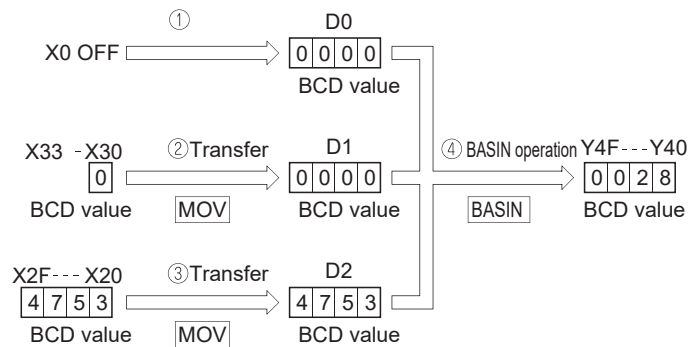 ① D0
X0 OFF 0 0 0 0
BCD value
X33 - X30 ②Transfer D1 ④ BASIN operation Y4F---Y40
0 0 0 0 0 0 0 2 8
BCD value MOV BCD value BASIN BCD value
X2F---X20 ③Transfer D2
4 7 5 3 4 7 5 3
BCD value MOV BCD value